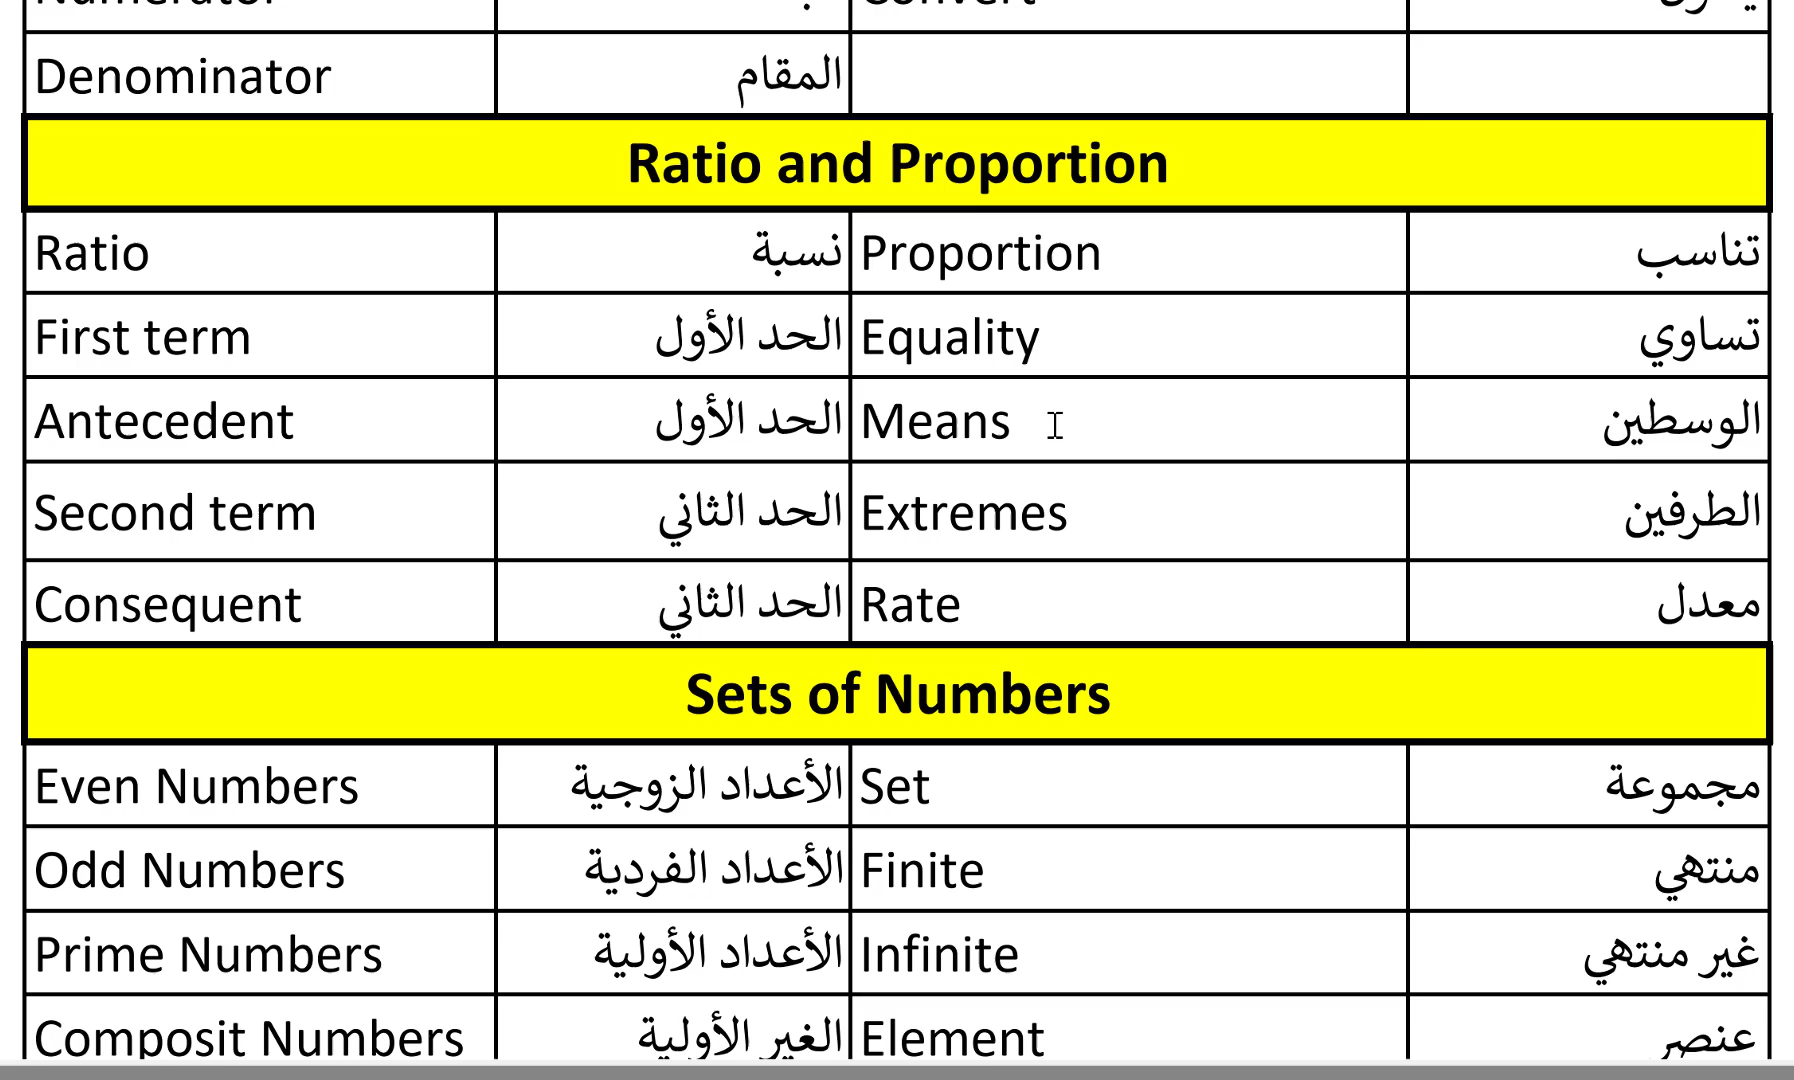 Numerator Convert
Denominator المقام
Ratio and Proportion
Ratio نسبة Proportion تناسب
First term الحد الأول Equality تساوي
Antecedent الحد الأول Means الوسطين
Second term الحد الثاني Extremes الطرفين
Consequent الحد الثاني Rate معدل
Sets of Numbers
Even Numbers الأعداد الزوجية Set مجموعة
Odd Numbers الأعداد الفردية Finite منتهي
Prime Numbers الأعداد الأولية Infinite غير منتهي
Composit Numbers الغير الأولية Element عنصر